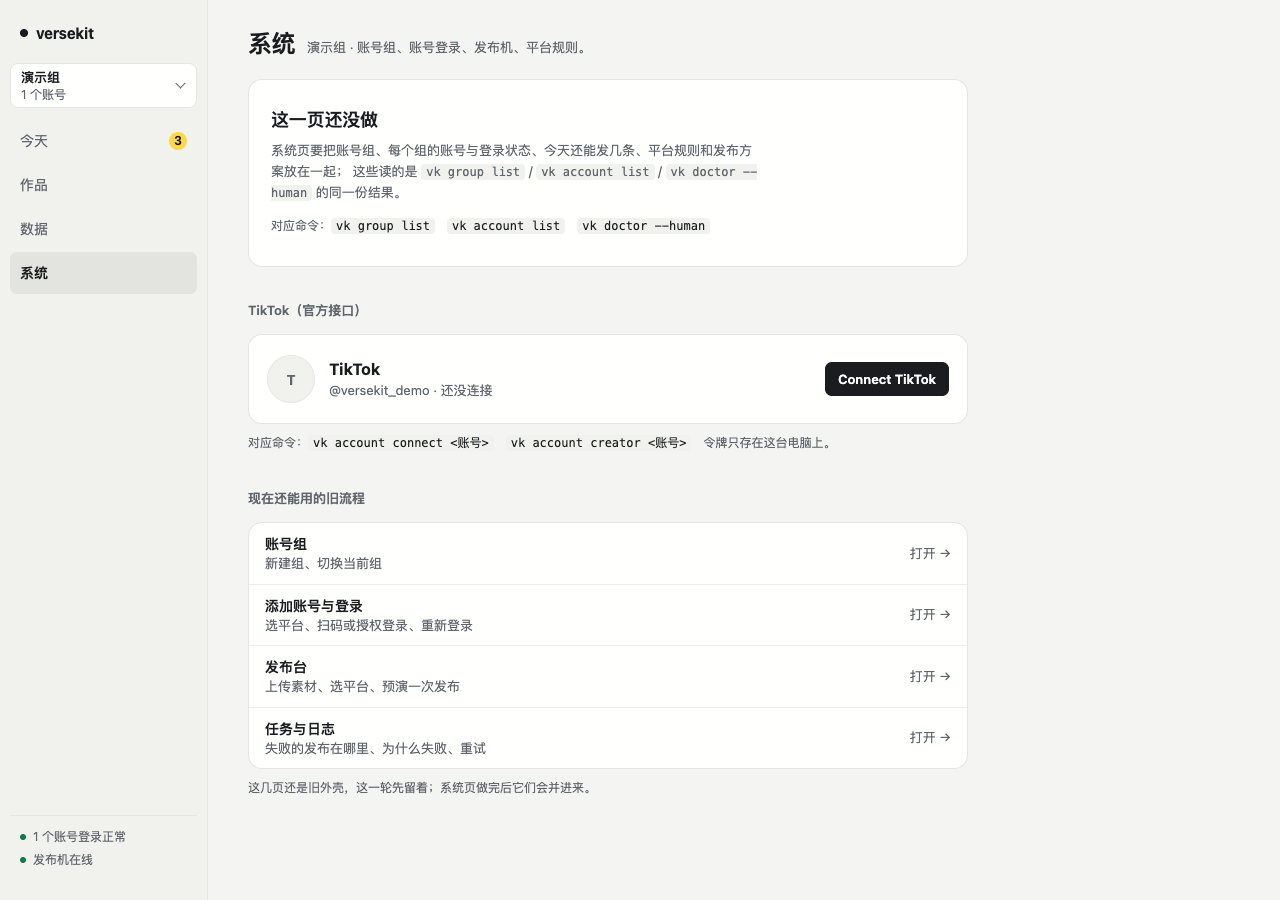 versekit
演示组
1 个账号
今天
3
作品
数据
系统
1 个账号登录正常
发布机在线
系统 演示组 · 账号组、账号登录、发布机、平台规则。
这一页还没做
系统页要把账号组、每个组的账号与登录状态、今天还能发几条、平台规则和发布方
案放在一起； 这些读的是 vk group list / vk account list / vk doctor --
human 的同一份结果。
对应命令： vk group list vk account list vk doctor --human
TikTok（官方接口）
T
TikTok
@versekit_demo · 还没连接
Connect TikTok
对应命令： vk account connect <账号> vk account creator <账号> 令牌只存在这台电脑上。
现在还能用的旧流程
账号组
新建组、切换当前组
打开 →
添加账号与登录
选平台、扫码或授权登录、重新登录
打开 →
发布台
上传素材、选平台、预演一次发布
打开 →
任务与日志
失败的发布在哪里、为什么失败、重试
打开 →
这几页还是旧外壳，这一轮先留着；系统页做完后它们会并进来。